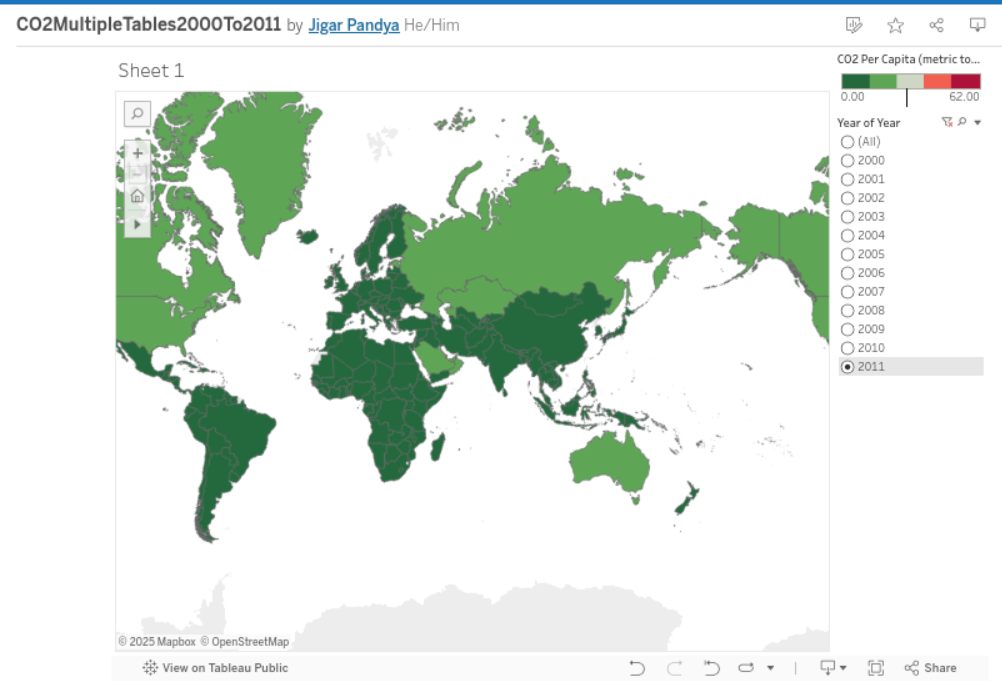 CO2MultipleTables2000To2011 by Jigar Pandya He/Him
Sheet 1
CO2 Per Capita (metric to...
0.00 62.00
Year of Year
(All)
2000
2001
2002
2003
2004
2005
2006
2007
2008
2009
2010
2011
© 2025 Mapbox © OpenStreetMap
View on Tableau Public
Share